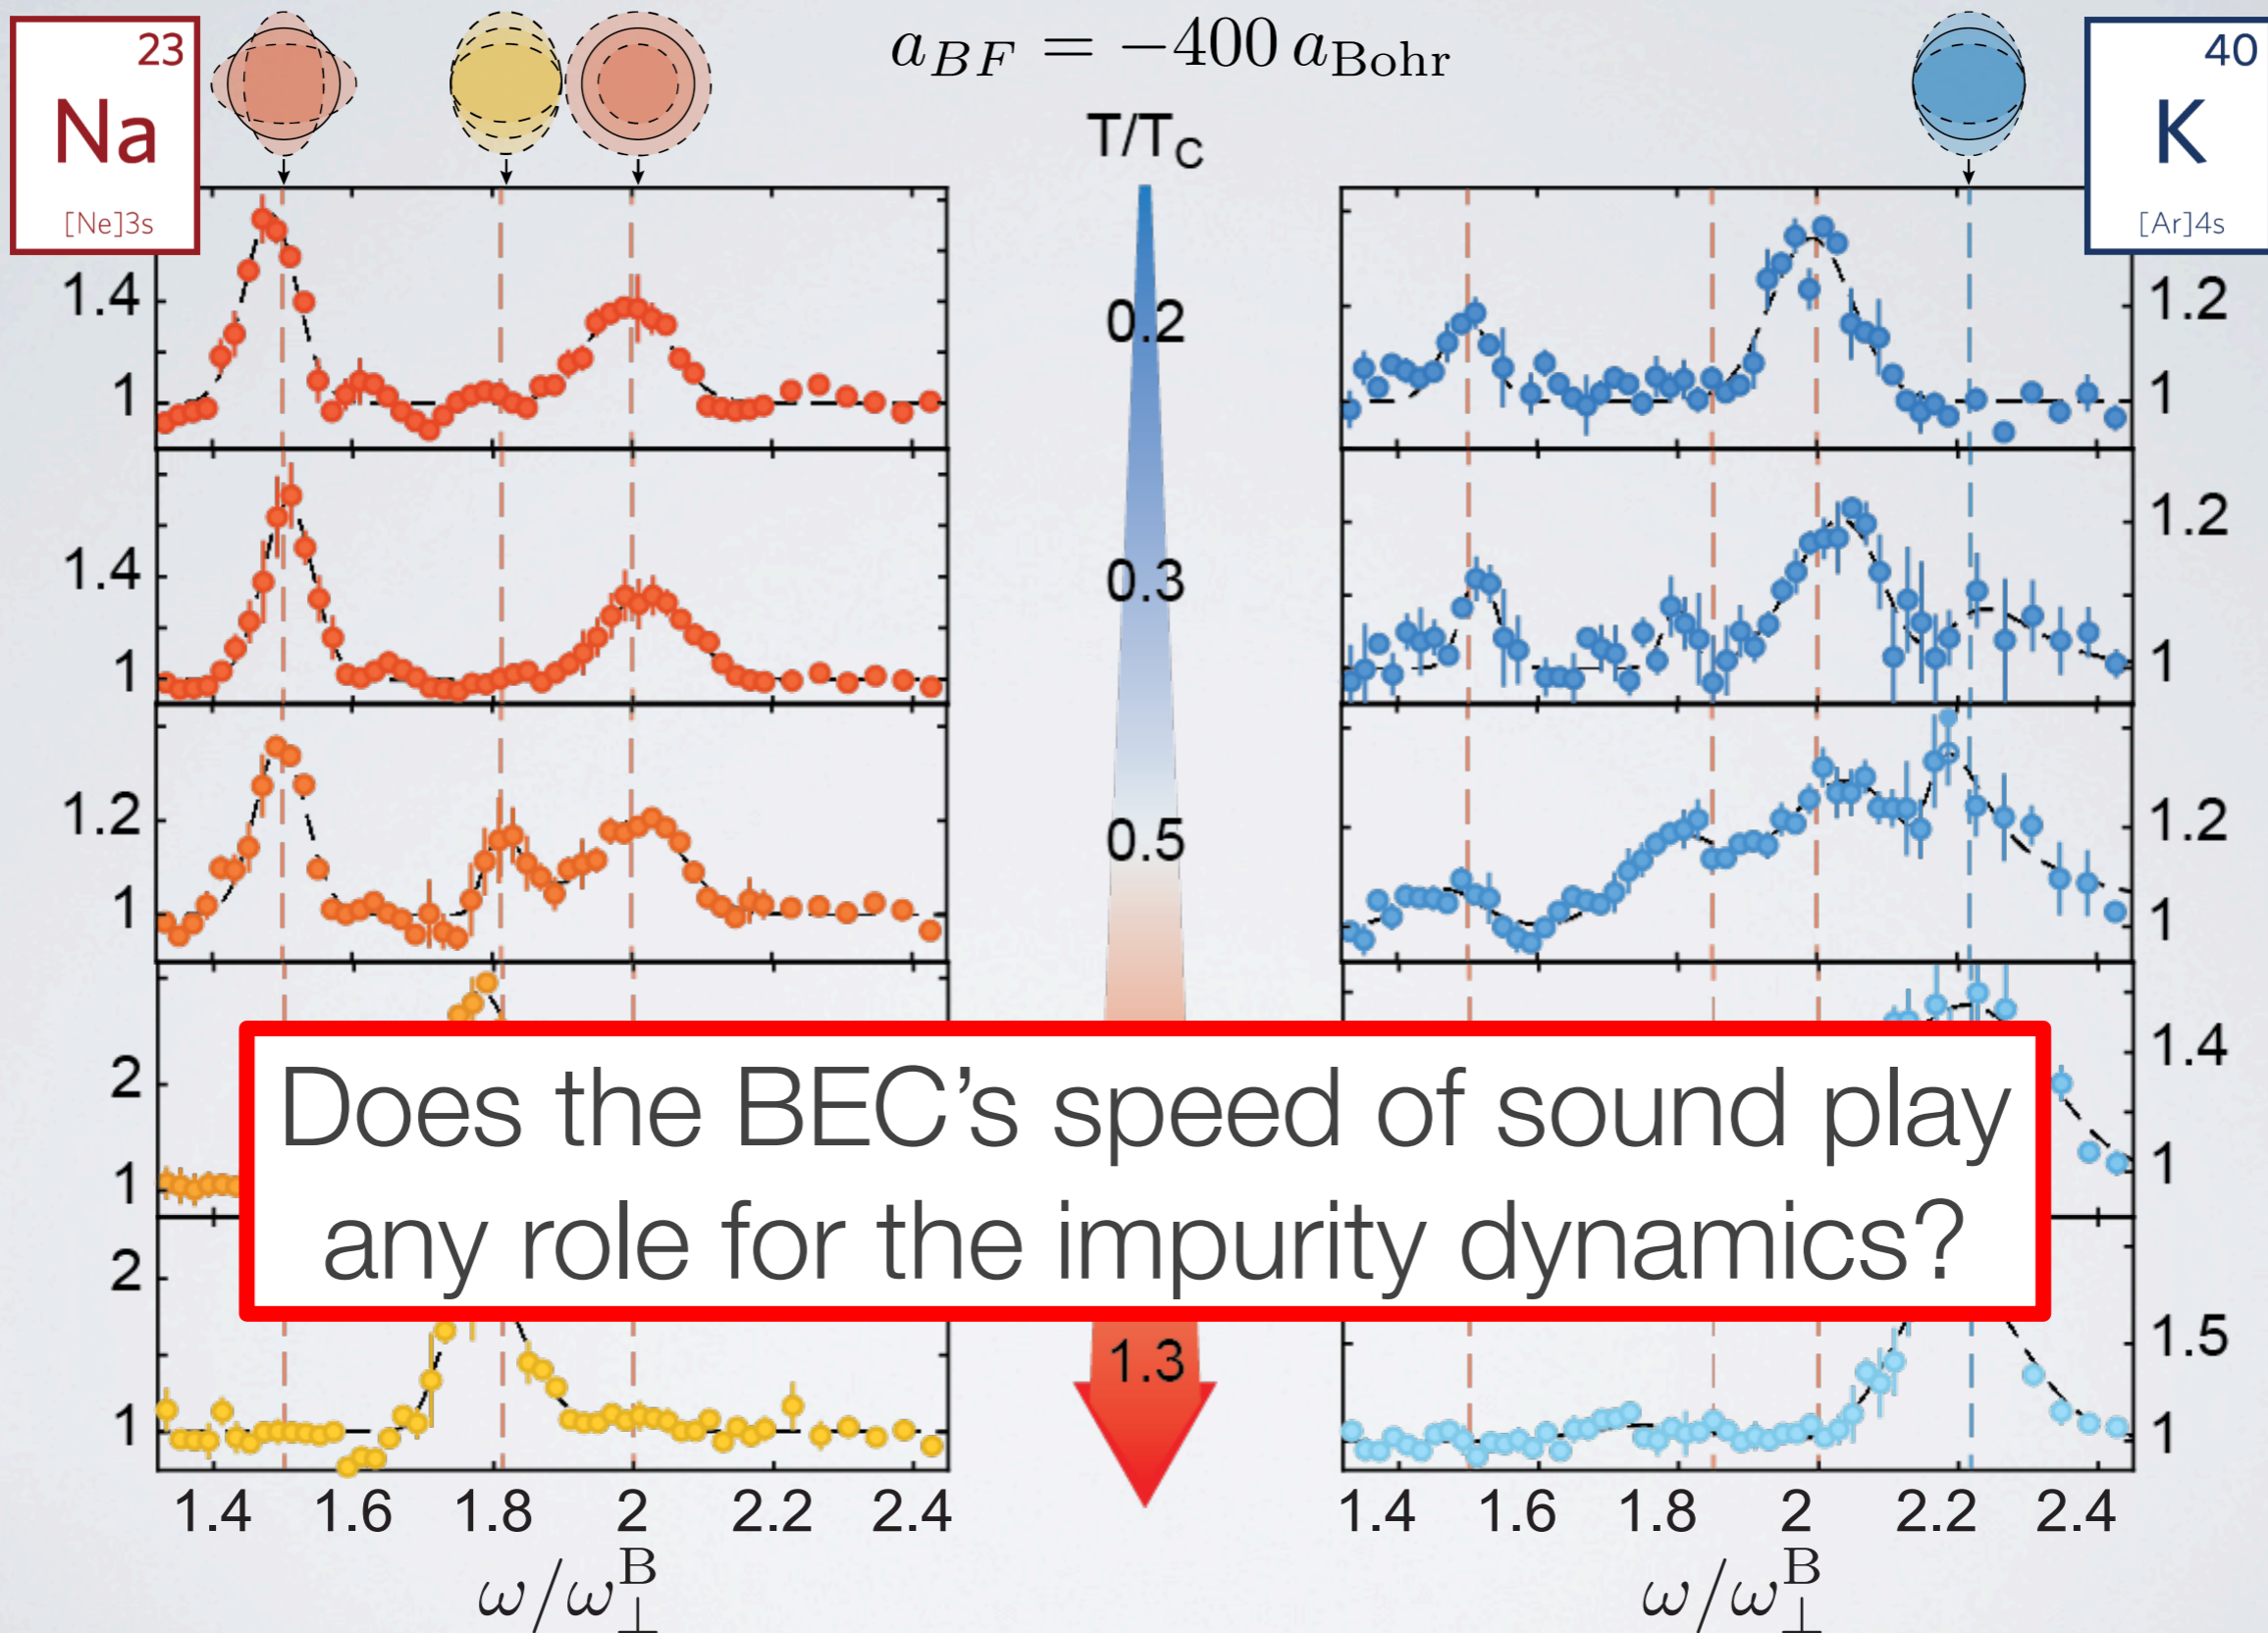 23
Na
[Ne]3s
a_{BF} = −400 a_{Bohr}
40
K
[Ar]4s
T/T_C
1.4
1
1.4
1
1.2
1
2
1
2
1
0.2
0.3
0.5
1.3
1.2
1
1.2
1
1.2
1
1.4
1
1.5
1
Does the BEC’s speed of sound play
any role for the impurity dynamics?
1.4 1.6 1.8 2 2.2 2.4
ω/ω_⊥^B
1.4 1.6 1.8 2 2.2 2.4
ω/ω_⊥^B